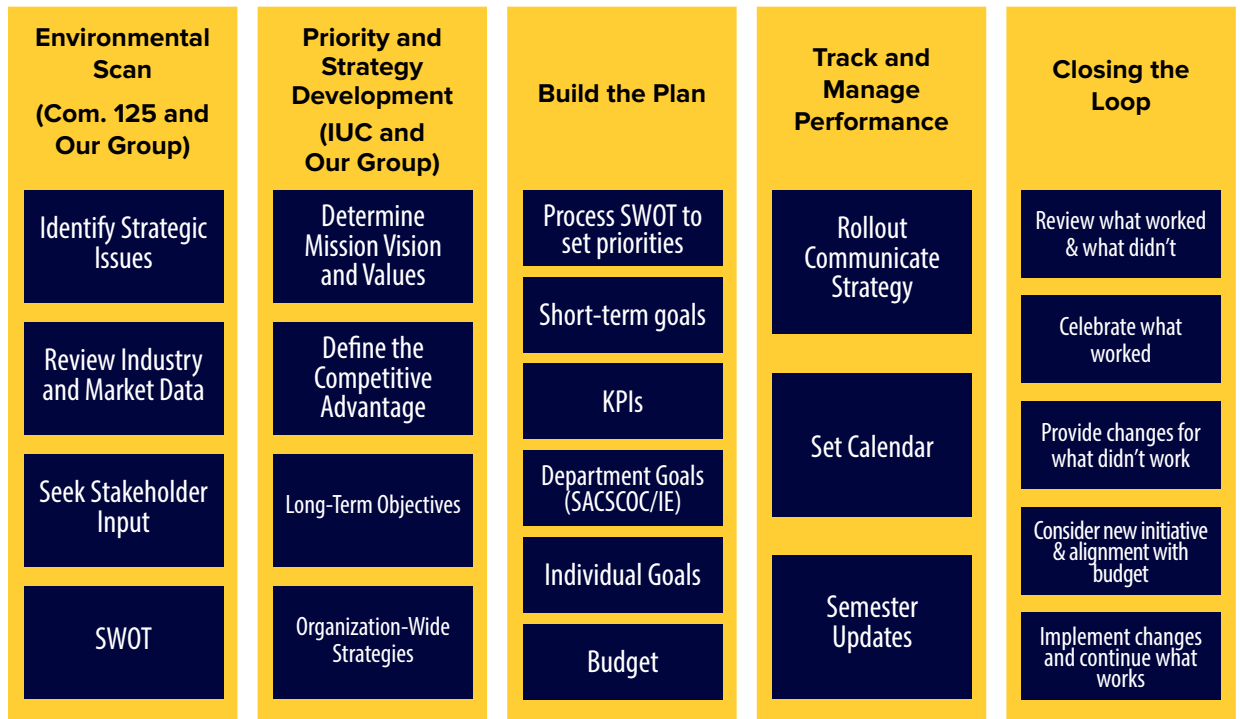 Environmental
Scan
(Com. 125 and
Our Group)
Identify Strategic
Issues
Review Industry
and Market Data
Seek Stakeholder
Input
SWOT
Priority and
Strategy
Development
(IUC and
Our Group)
Determine
Mission Vision
and Values
Define the
Competitive
Advantage
Long-Term Objectives
Organization-Wide
Strategies
Build the Plan
Process SWOT to
set priorities
Short-term goals
KPIs
Department Goals
(SACSCOC/IE)
Individual Goals
Budget
Track and
Manage
Performance
Rollout
Communicate
Strategy
Set Calendar
Semester
Updates
Closing the
Loop
Review what worked
& what didn't
Celebrate what
worked
Provide changes for
what didn't work
Consider new initiative
& alignment with
budget
Implement changes
and continue what
works